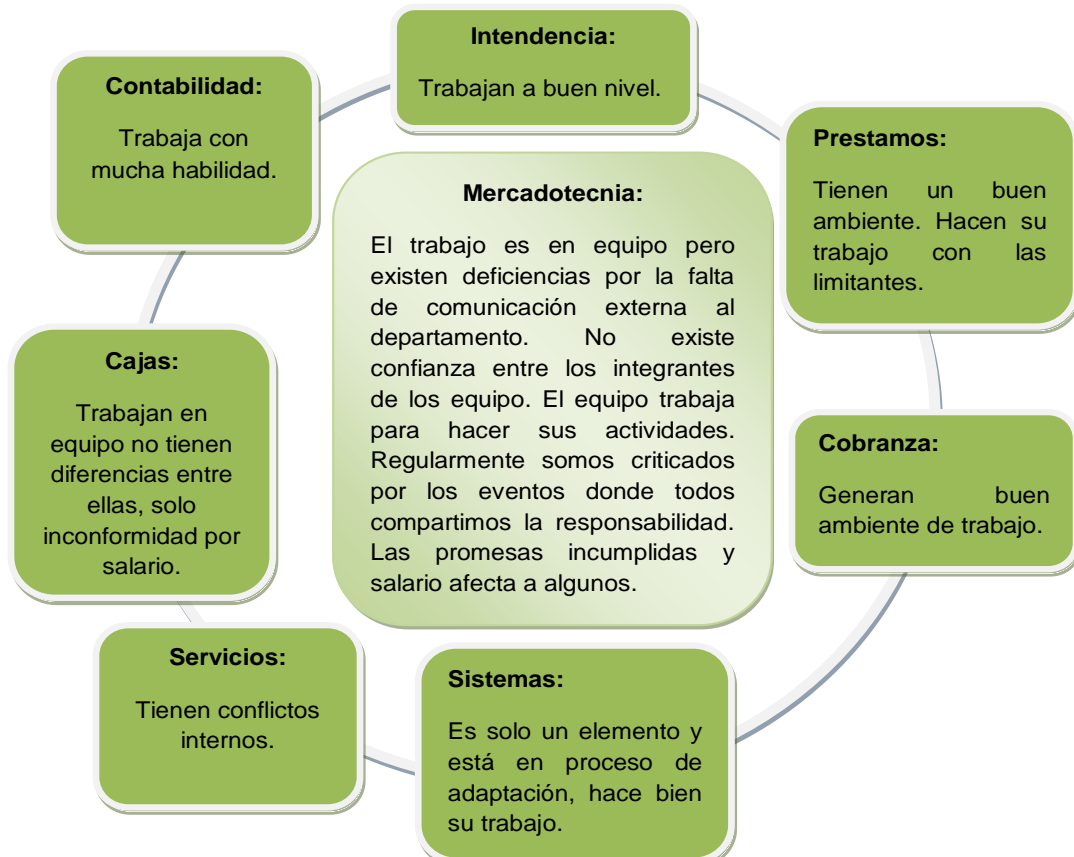 Intendencia:
Trabajan a buen nivel.
Contabilidad:
Trabaja con
mucha habilidad.
Prestamos:
Tienen un buen
ambiente. Hacen su
trabajo con las
limitantes.
Mercadotecnia:
El trabajo es en equipo pero
existen deficiencias por la falta
de comunicación externa al
departamento. No existe
confianza entre los integrantes
de los equipo. El equipo trabaja
para hacer sus actividades.
Regularmente somos criticados
por los eventos donde todos
compartimos la responsabilidad.
Las promesas incumplidas y
salario afecta a algunos.
Cajas:
Trabajan en
equipo no tienen
diferencias entre
ellas, solo
inconformidad por
salario.
Cobranza:
Generan buen
ambiente de trabajo.
Servicios:
Tienen conflictos
internos.
Sistemas:
Es solo un elemento y
está en proceso de
adaptación, hace bien
su trabajo.